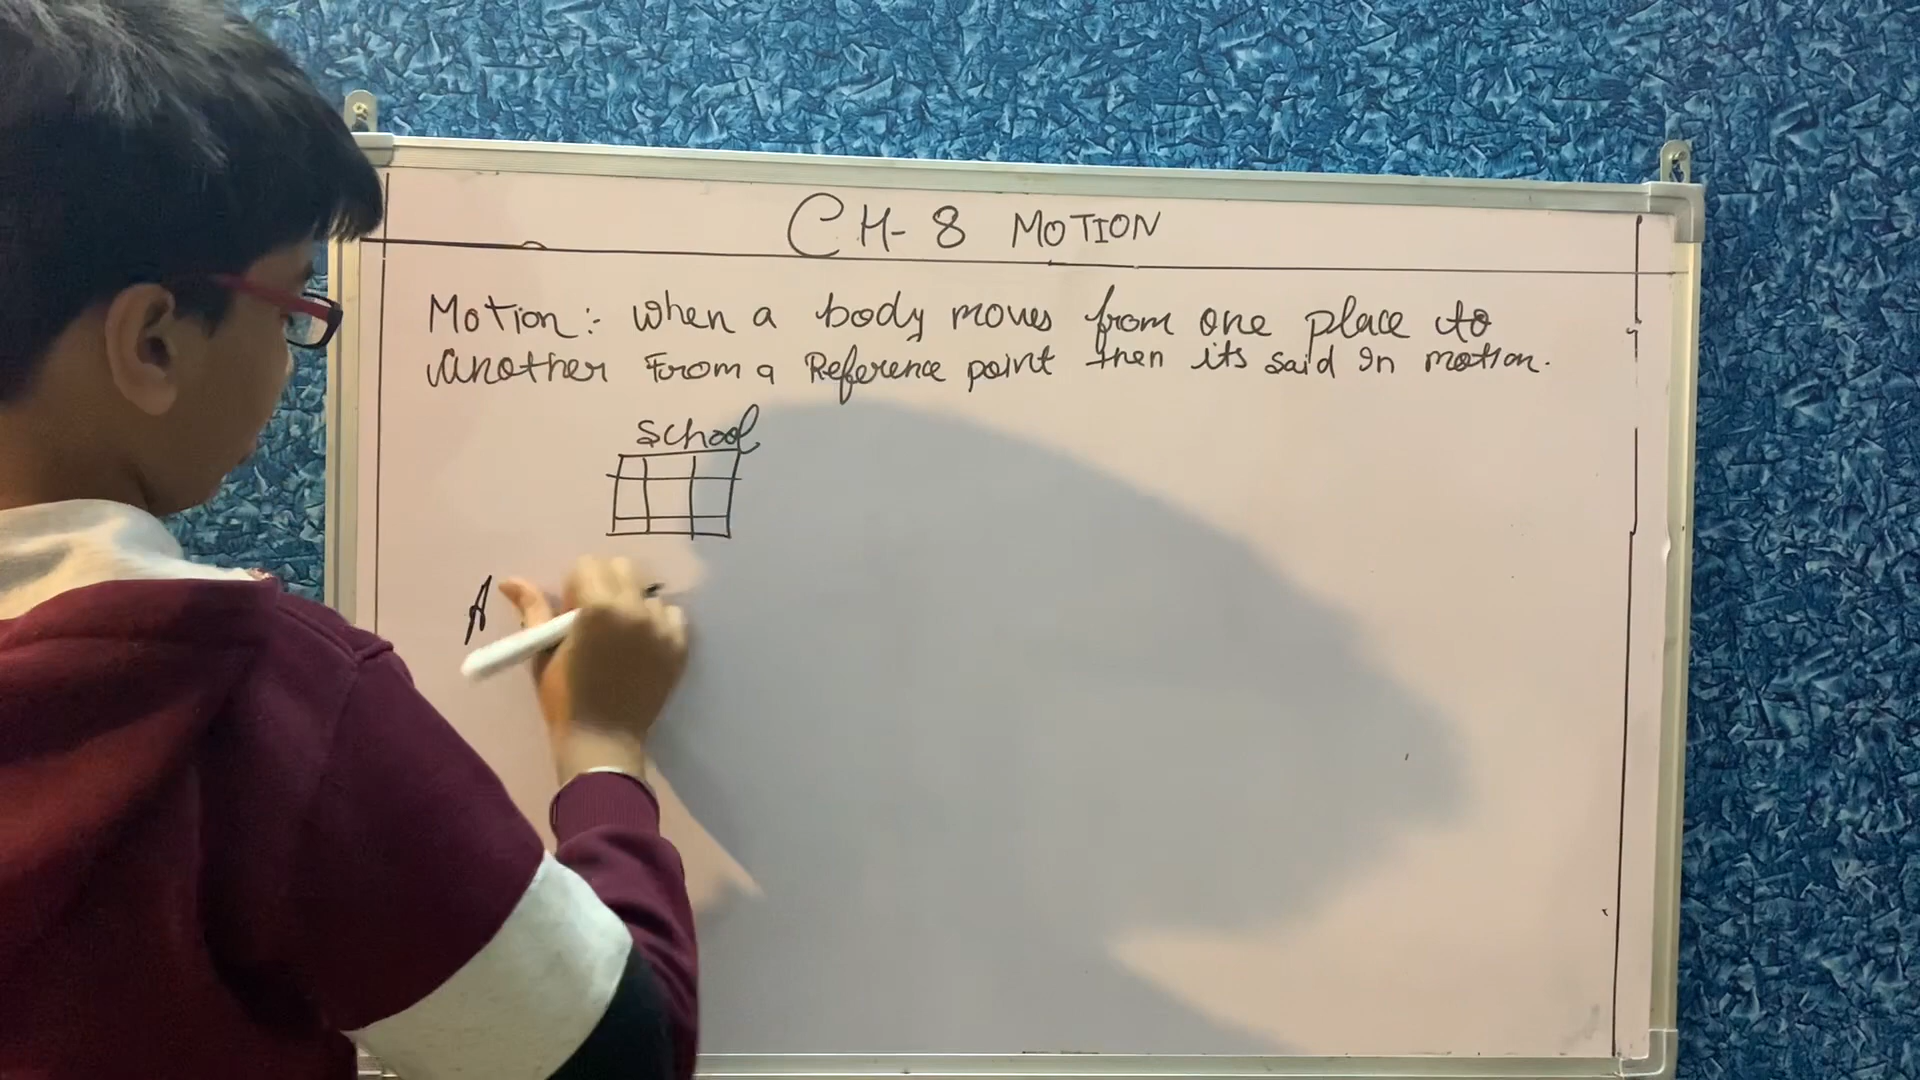 CH-8 MOTION
Motion:- when a body moves from one place to
another From a Reference point then its said In motion.
School
A